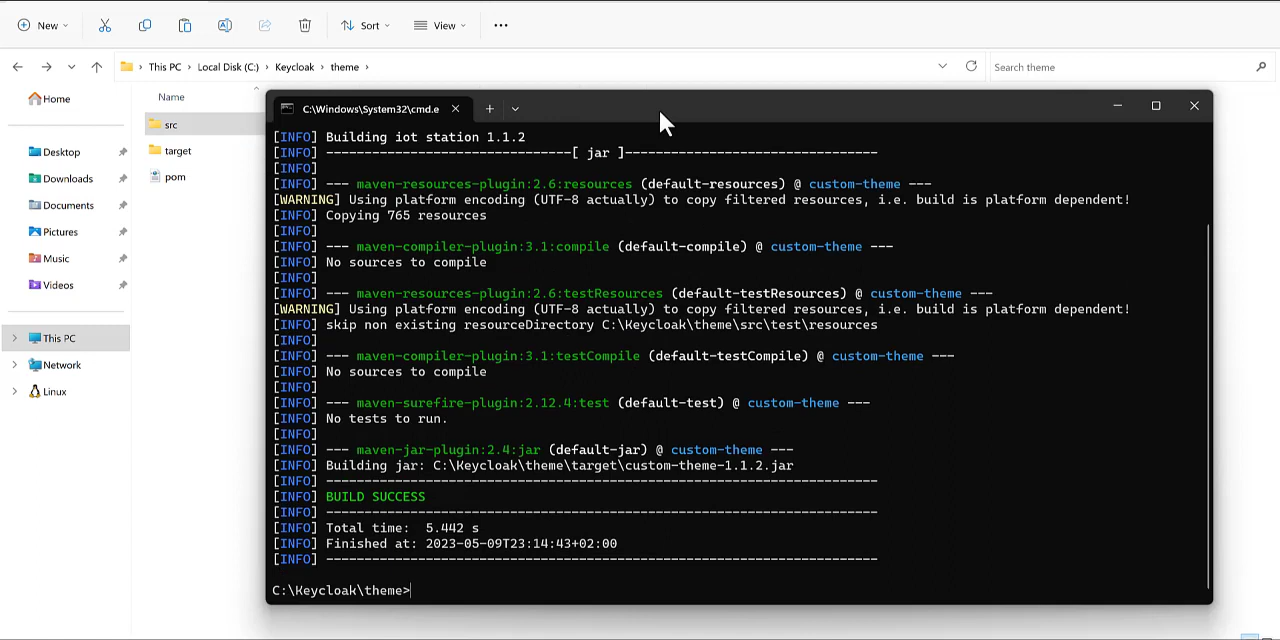 New
Sort
View
This PC
Local Disk (C:)
Keycloak
theme
Search theme
Home
Desktop
Downloads
Documents
Pictures
Music
Videos
This PC
Network
Linux
Name
src
target
pom
C:\Windows\System32\cmd.e
[INFO] Building iot station 1.1.2
[INFO] --------------------------------[ jar ]---------------------------------
[INFO]
[INFO] --- maven-resources-plugin:2.6:resources (default-resources) @ custom-theme ---
[WARNING] Using platform encoding (UTF-8 actually) to copy filtered resources, i.e. build is platform dependent!
[INFO] Copying 765 resources
[INFO]
[INFO] --- maven-compiler-plugin:3.1:compile (default-compile) @ custom-theme ---
[INFO] No sources to compile
[INFO]
[INFO] --- maven-resources-plugin:2.6:testResources (default-testResources) @ custom-theme ---
[WARNING] Using platform encoding (UTF-8 actually) to copy filtered resources, i.e. build is platform dependent!
[INFO] skip non existing resourceDirectory C:\Keycloak\theme\src\test\resources
[INFO]
[INFO] --- maven-compiler-plugin:3.1:testCompile (default-testCompile) @ custom-theme ---
[INFO] No sources to compile
[INFO]
[INFO] --- maven-surefire-plugin:2.12.4:test (default-test) @ custom-theme ---
[INFO] No tests to run.
[INFO]
[INFO] --- maven-jar-plugin:2.4:jar (default-jar) @ custom-theme ---
[INFO] Building jar: C:\Keycloak\theme\target\custom-theme-1.1.2.jar
[INFO] ------------------------------------------------------------------------
[INFO] BUILD SUCCESS
[INFO] ------------------------------------------------------------------------
[INFO] Total time:  5.442 s
[INFO] Finished at: 2023-05-09T23:14:43+02:00
[INFO] ------------------------------------------------------------------------
C:\Keycloak\theme>